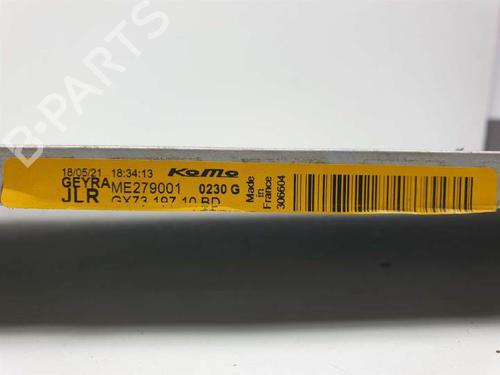 18/05/21 18:34:13 KoMo
GEYRA ME279001 0230 G
JLR GX73 197 10 BD
Made in France
306604
B-PARTS